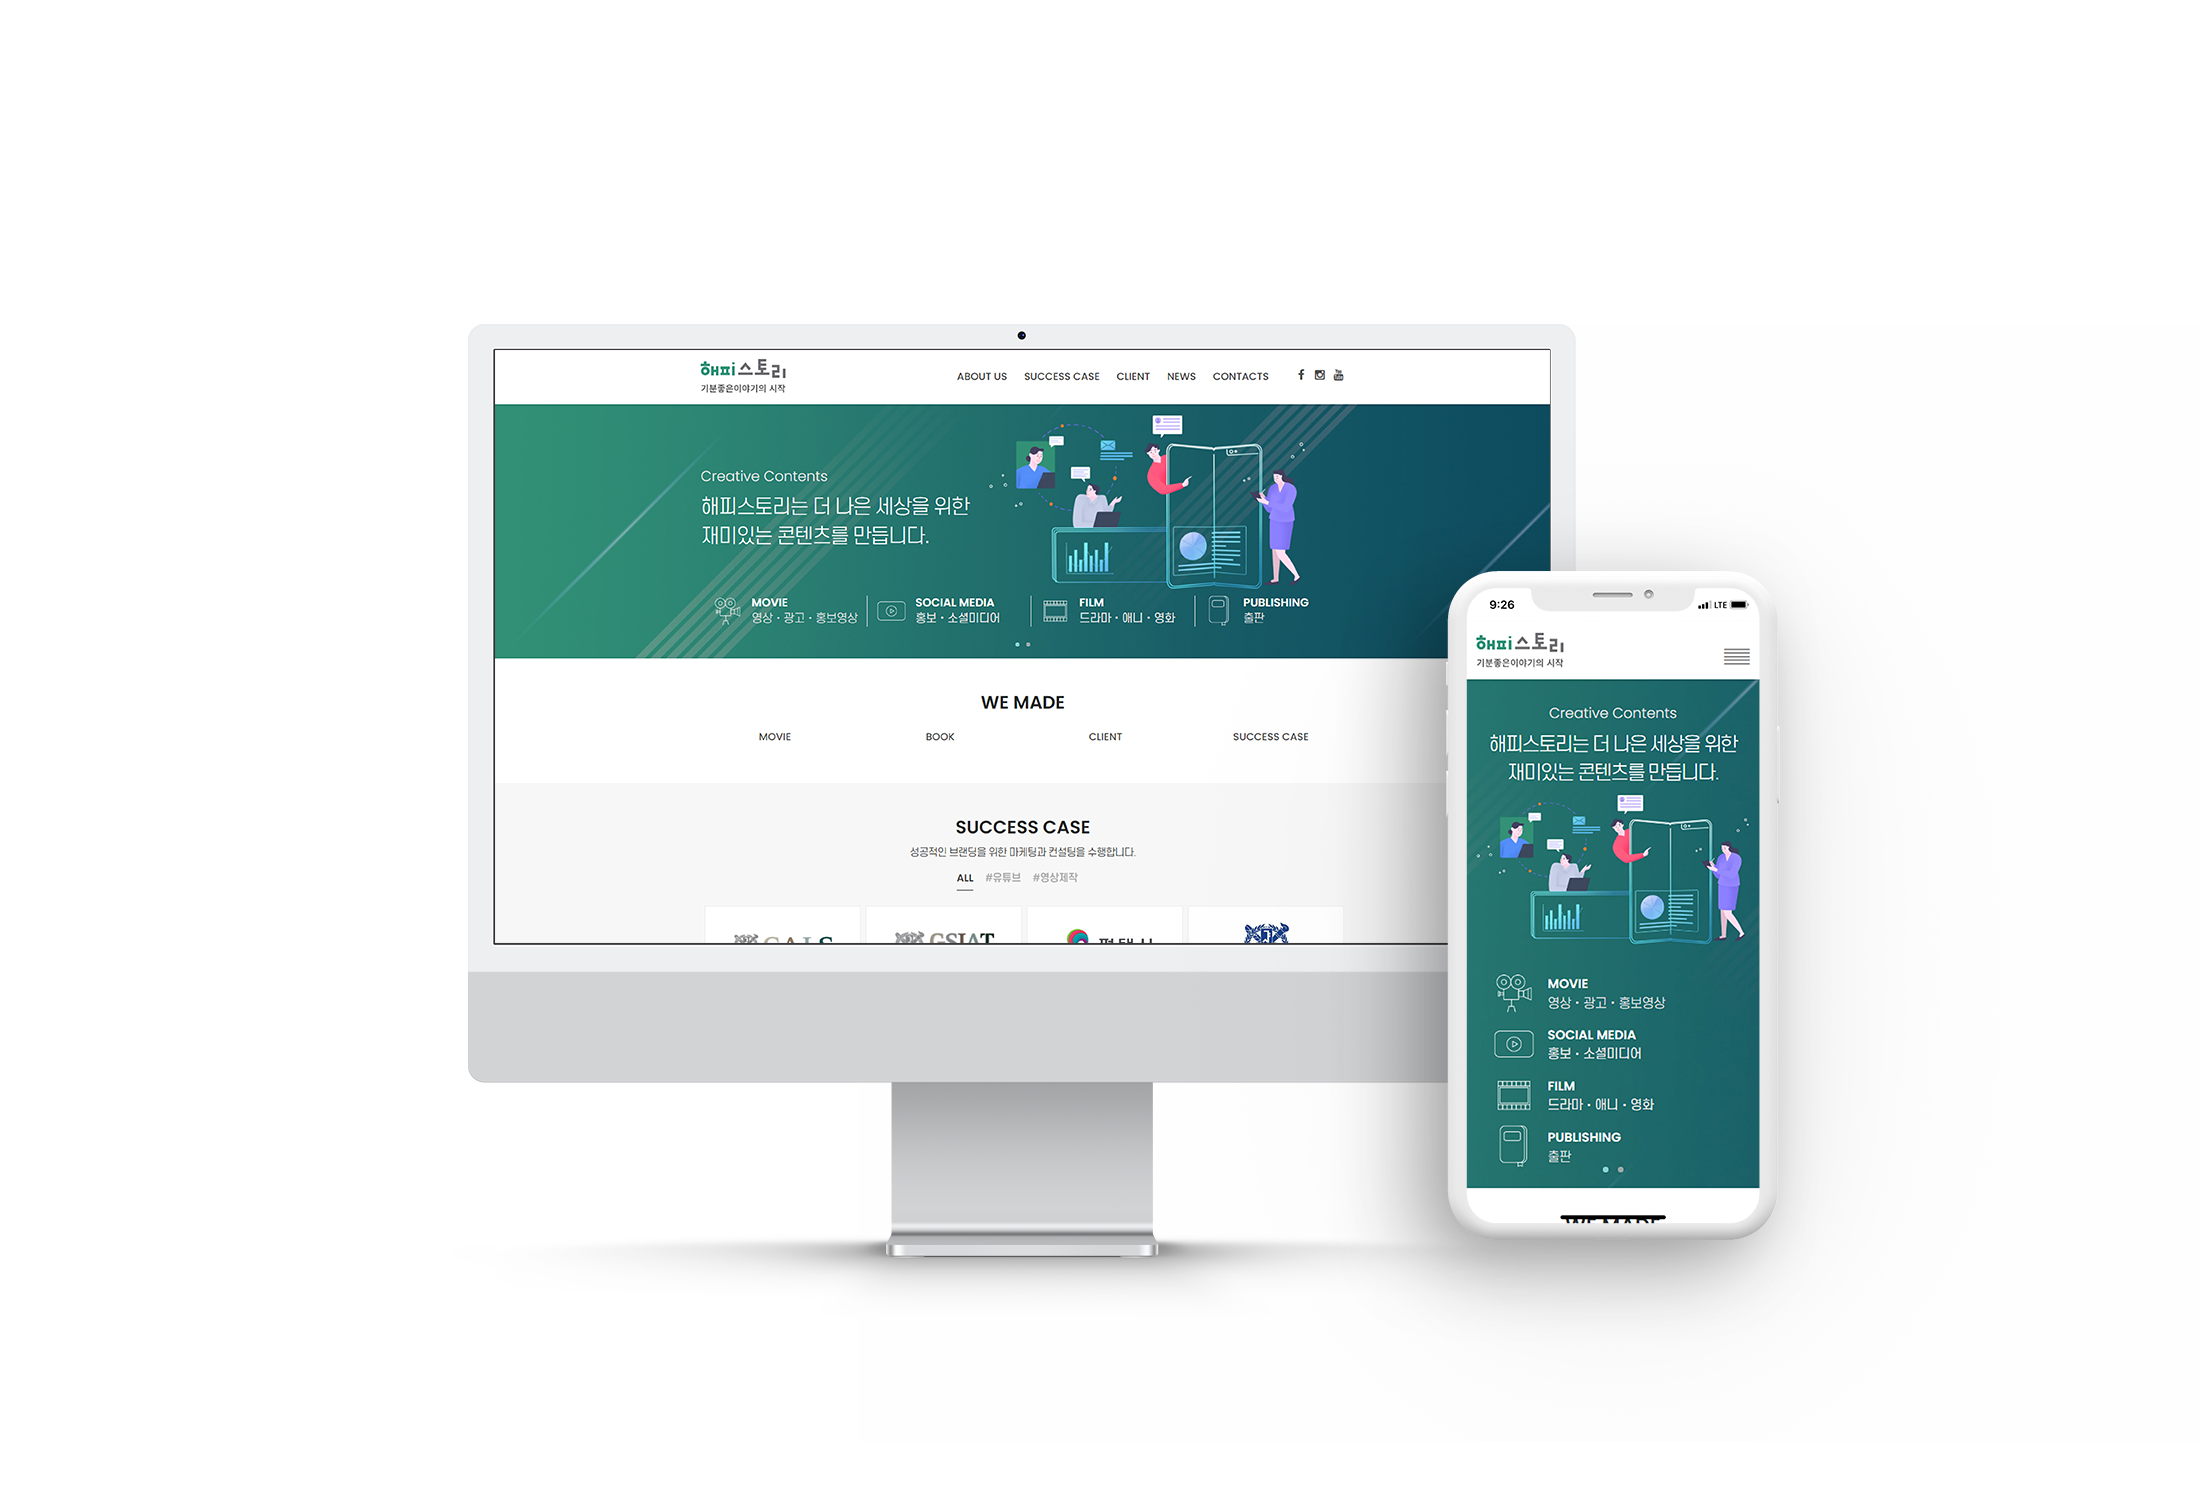 해피스토리
기분좋은이야기의 시작
ABOUT US SUCCESS CASE CLIENT NEWS CONTACTS
Creative Contents
해피스토리는 더 나은 세상을 위한
재미있는 콘텐츠를 만듭니다.
MOVIE
영상 · 광고 · 홍보영상
SOCIAL MEDIA
홍보 · 소셜미디어
FILM
드라마 · 애니 · 영화
PUBLISHING
출판
WE MADE
MOVIE BOOK CLIENT SUCCESS CASE
SUCCESS CASE
성공적인 브랜딩을 위한 마케팅과 컨설팅을 수행합니다.
ALL #유튜브 #영상제작
CALS GSIAT 평택시
9:26 LTE
해피스토리
기분좋은이야기의 시작
Creative Contents
해피스토리는 더 나은 세상을 위한
재미있는 콘텐츠를 만듭니다.
MOVIE
영상 · 광고 · 홍보영상
SOCIAL MEDIA
홍보 · 소셜미디어
FILM
드라마 · 애니 · 영화
PUBLISHING
출판
WE MADE